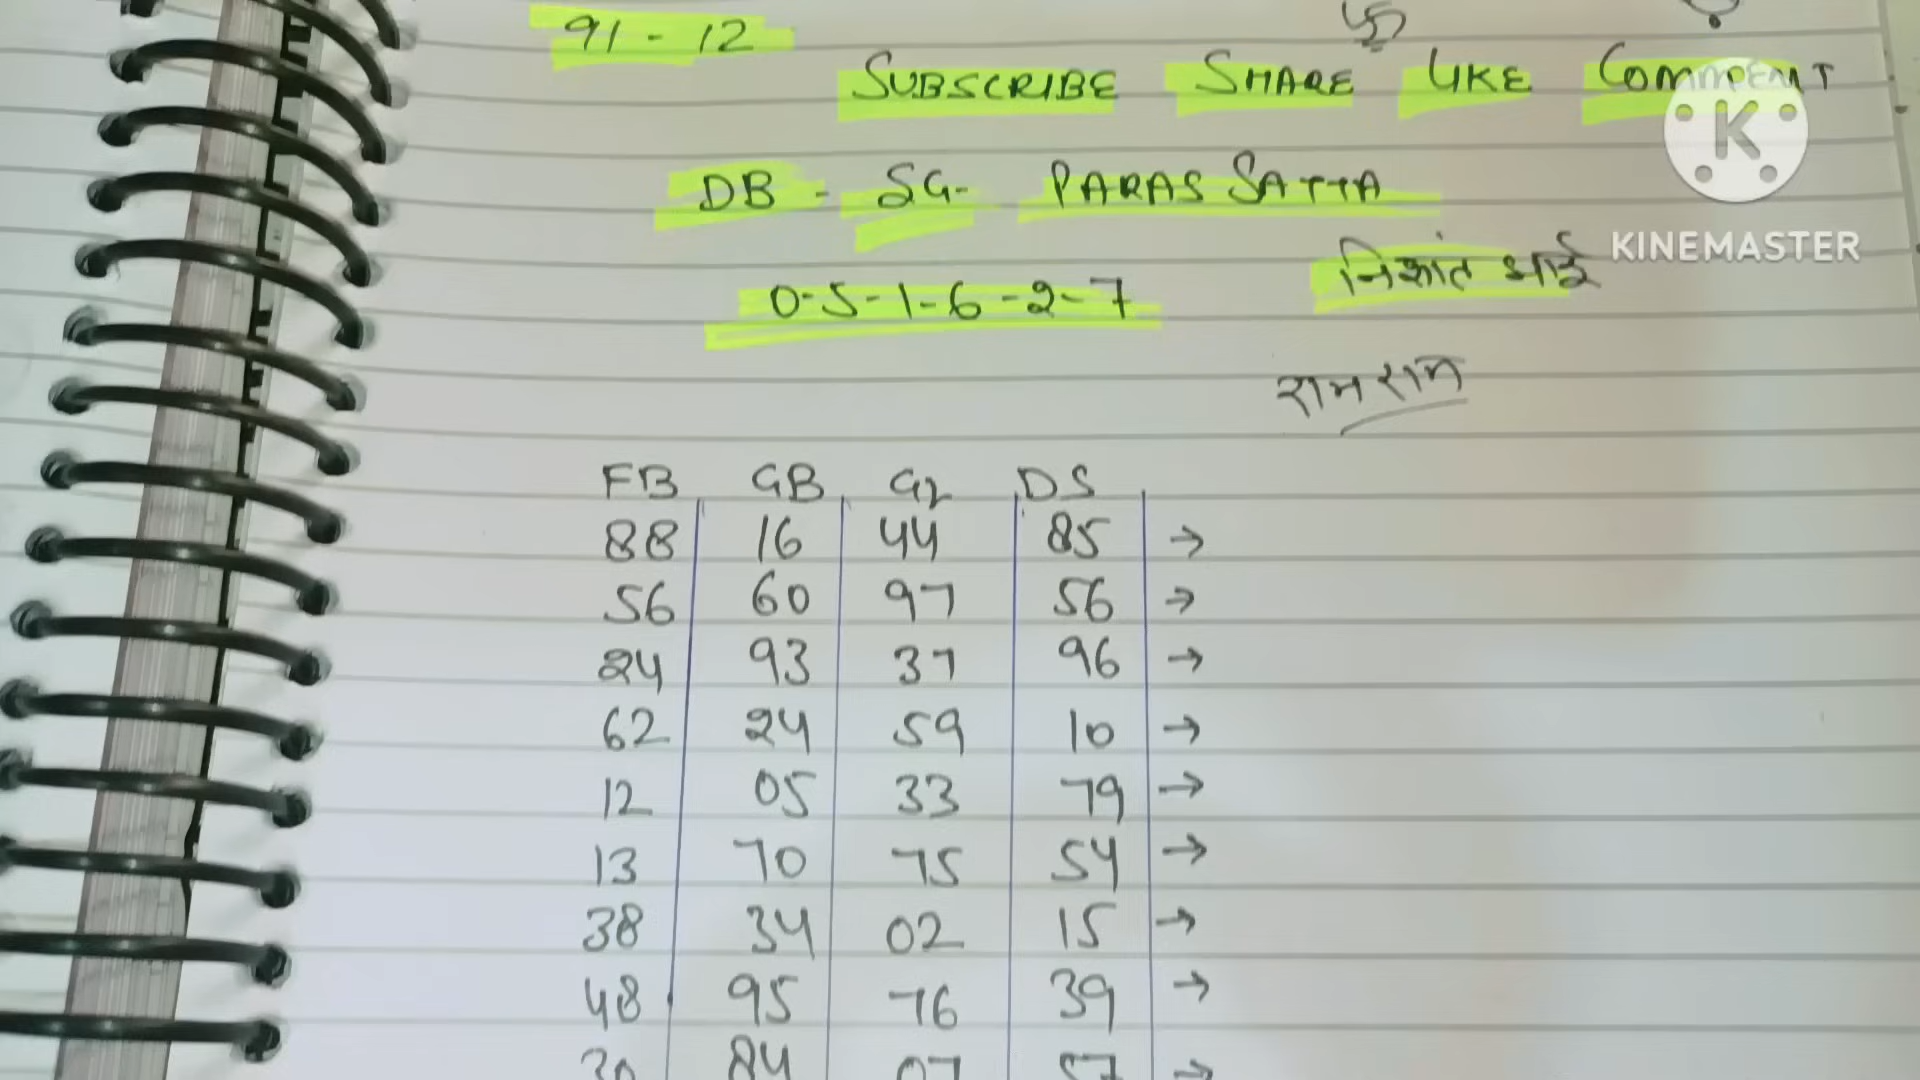 91 - 12
SUBSCRIBE SHARE LIKE COMMENT
DB - SG - PARAS SATTA
K
KINEMASTER
निशांत भाई
0-5-1-6-2-7
राम राम
FB GB G2 DS
88 16 44 85 →
56 60 97 56 →
24 93 37 96 →
62 24 59 10 →
12 05 33 79 →
13 70 75 54 →
38 34 02 15 →
48 95 76 39 →
84 →